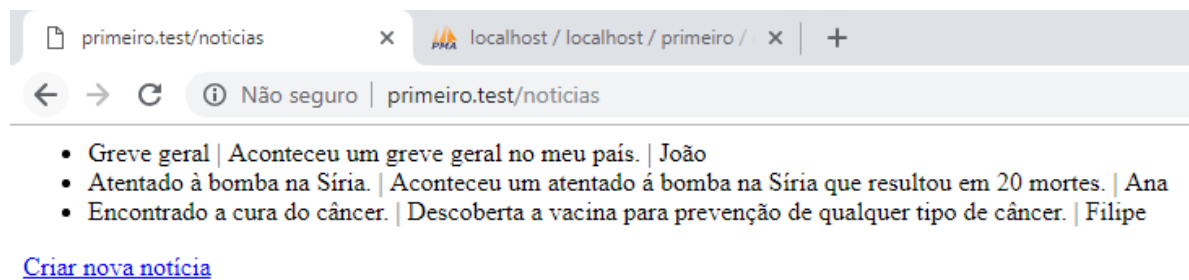 primeiro.test/noticias
PMA localhost / localhost / primeiro /
Não seguro | primeiro.test/noticias
• Greve geral | Aconteceu um greve geral no meu país. | João
• Atentado à bomba na Síria. | Aconteceu um atentado á bomba na Síria que resultou em 20 mortes. | Ana
• Encontrado a cura do câncer. | Descoberta a vacina para prevenção de qualquer tipo de câncer. | Filipe
Criar nova notícia